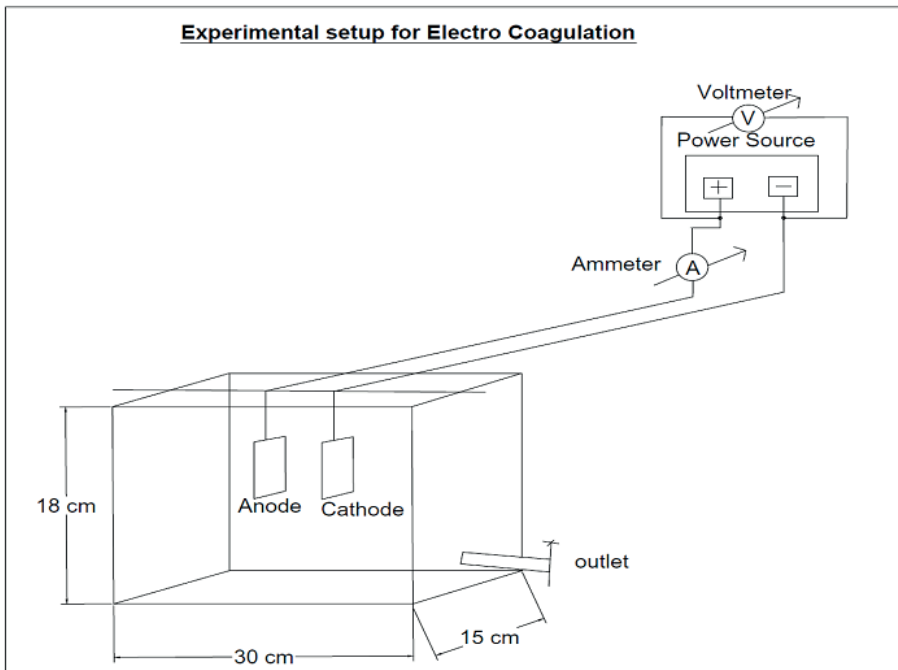 Experimental setup for Electro Coagulation
Voltmeter
V
Power Source
+ −
Ammeter
A
18 cm
Anode
Cathode
outlet
15 cm
30 cm